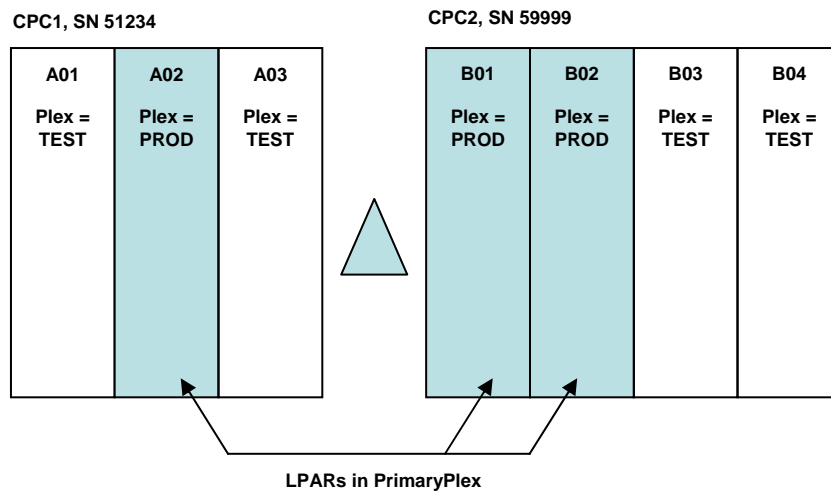 CPC1, SN 51234
CPC2, SN 59999
A01
Plex =
TEST
A02
Plex =
PROD
A03
Plex =
TEST
B01
Plex =
PROD
B02
Plex =
PROD
B03
Plex =
TEST
B04
Plex =
TEST
LPARs in PrimaryPlex